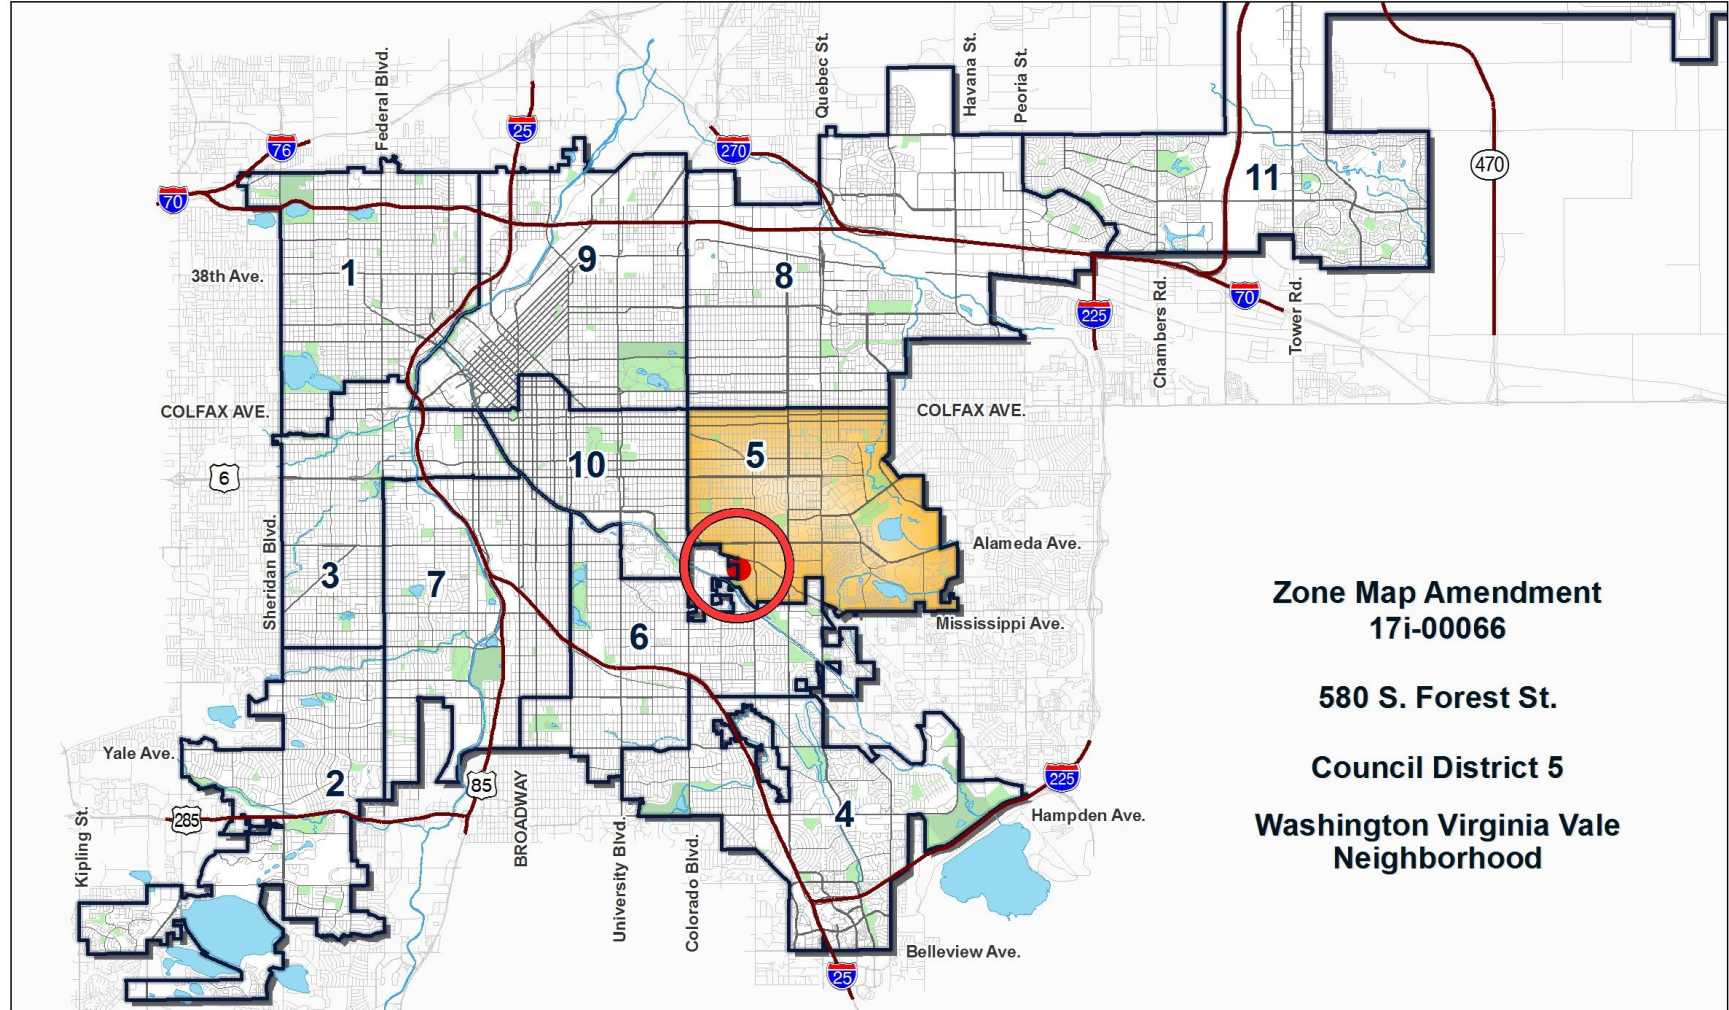 Quebec St.
Havana St.
Peoria St.
Federal Blvd.
25
76
270
470
70
11
9
1
8
38th Ave.
70
225
Chambers Rd.
Tower Rd.
COLFAX AVE.
COLFAX AVE.
5
10
6
Sheridan Blvd.
Alameda Ave.
3
7
Mississippi Ave.
6
Zone Map Amendment
17i-00066
580 S. Forest St.
Council District 5
Washington Virginia Vale
Neighborhood
Yale Ave.
2
85
225
285
4
Hampden Ave.
Kipling St.
BROADWAY
University Blvd.
Colorado Blvd.
Belleview Ave.
25